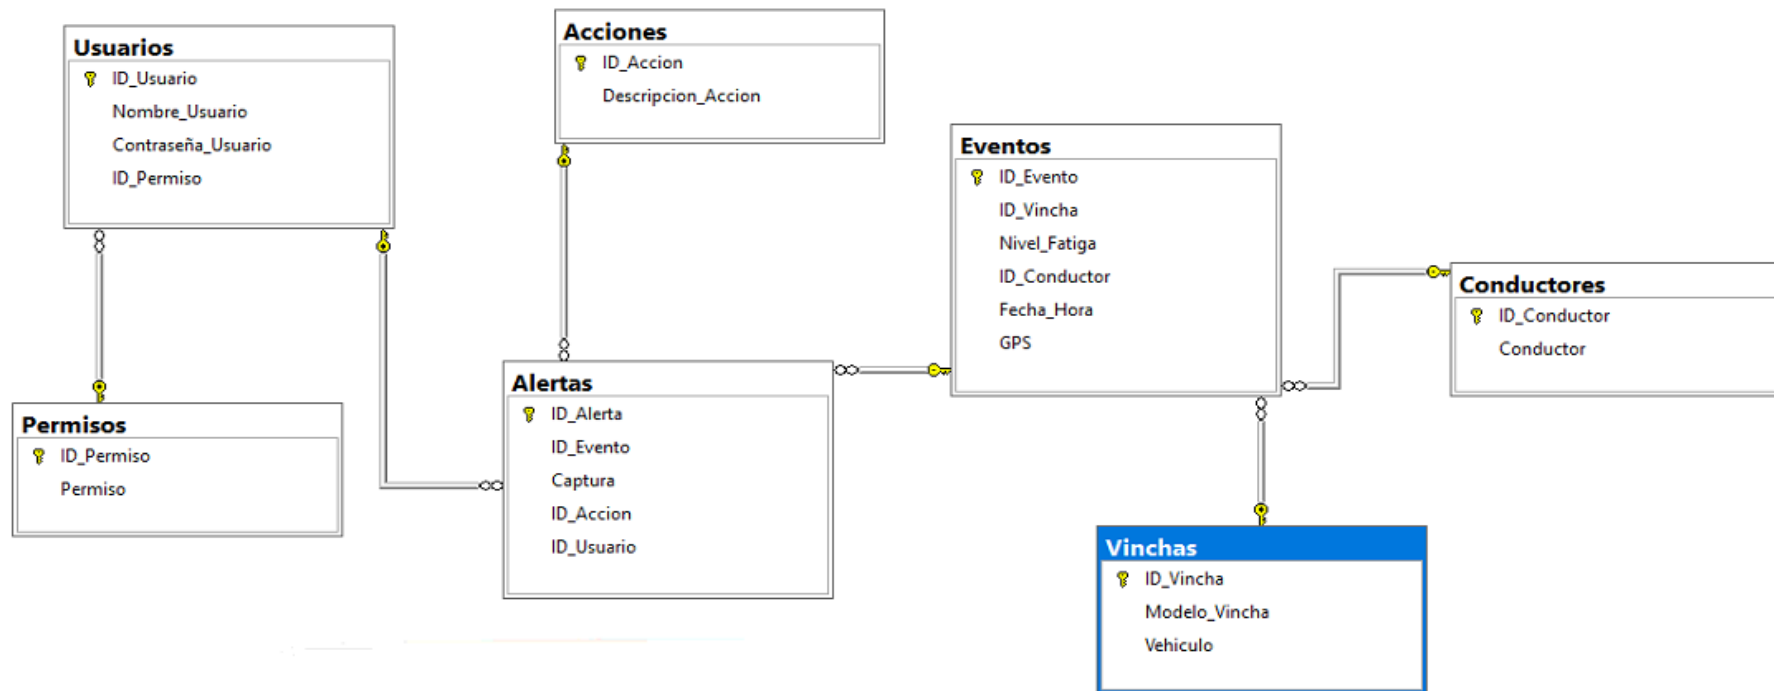 Usuarios
ID_Usuario
Nombre_Usuario
Contraseña_Usuario
ID_Permiso
Acciones
ID_Accion
Descripcion_Accion
Eventos
ID_Evento
ID_Vincha
Nivel_Fatiga
ID_Conductor
Fecha_Hora
GPS
Conductores
ID_Conductor
Conductor
Permisos
ID_Permiso
Permiso
Alertas
ID_Alerta
ID_Evento
Captura
ID_Accion
ID_Usuario
Vinchas
ID_Vincha
Modelo_Vincha
Vehiculo